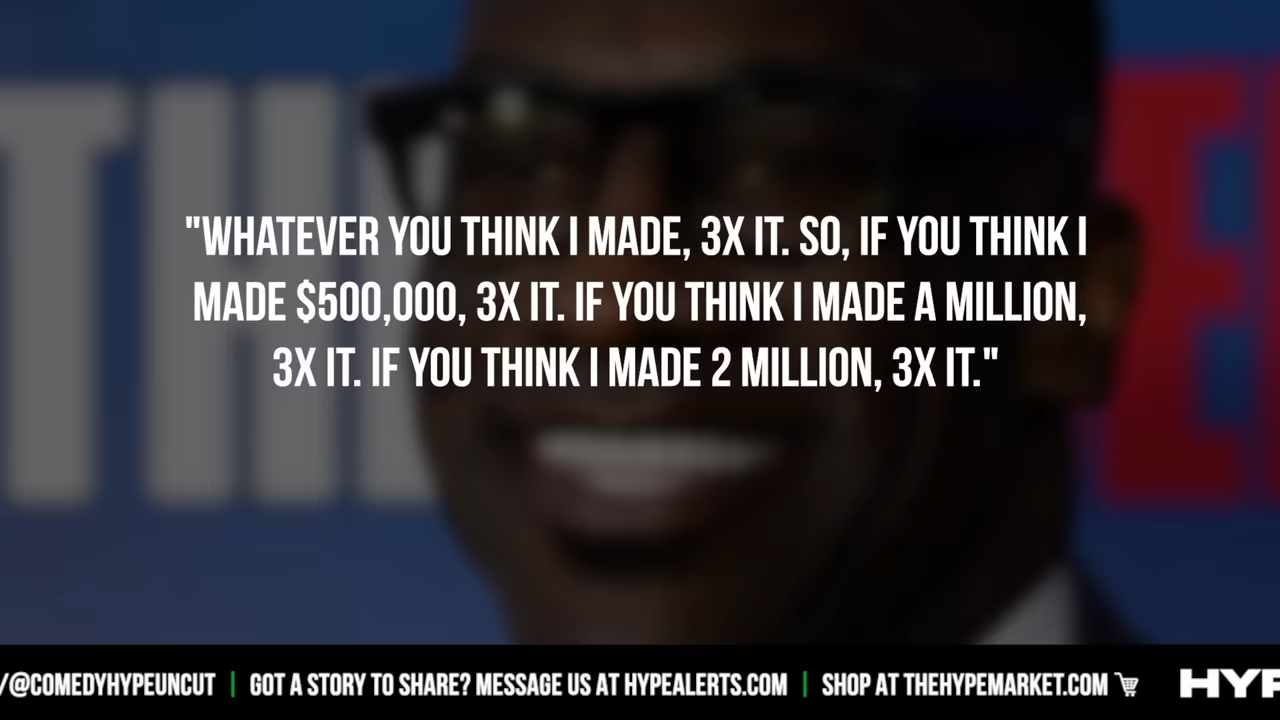 TH
E
"WHATEVER YOU THINK I MADE, 3X IT. SO, IF YOU THINK I
MADE $500,000, 3X IT. IF YOU THINK I MADE A MILLION,
3X IT. IF YOU THINK I MADE 2 MILLION, 3X IT."
/@COMEDYHYPEUNCUT | GOT A STORY TO SHARE? MESSAGE US AT HYPEALERTS.COM | SHOP AT THEHYPEMARKET.COM HYP